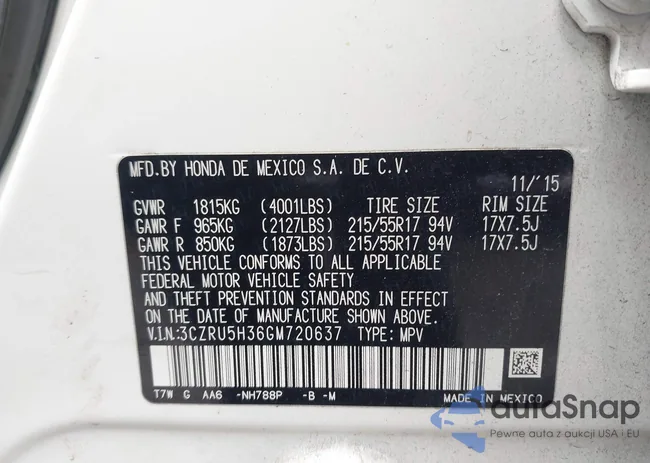 MFD.BY HONDA DE MEXICO S.A. DE C.V.
11/'15
GVWR 1815KG (4001LBS) TIRE SIZE RIM SIZE
GAWR F 965KG (2127LBS) 215/55R17 94V 17X7.5J
GAWR R 850KG (1873LBS) 215/55R17 94V 17X7.5J
THIS VEHICLE CONFORMS TO ALL APPLICABLE
FEDERAL MOTOR VEHICLE SAFETY
AND THEFT PREVENTION STANDARDS IN EFFECT
ON THE DATE OF MANUFACTURE SHOWN ABOVE.
V.I.N.:3CZRU5H36GM720637 TYPE: MPV
T7W G AA6 -NH788P -B -M MADE IN MEXICO
autaSnap
Pewne auta z aukcji USA i EU